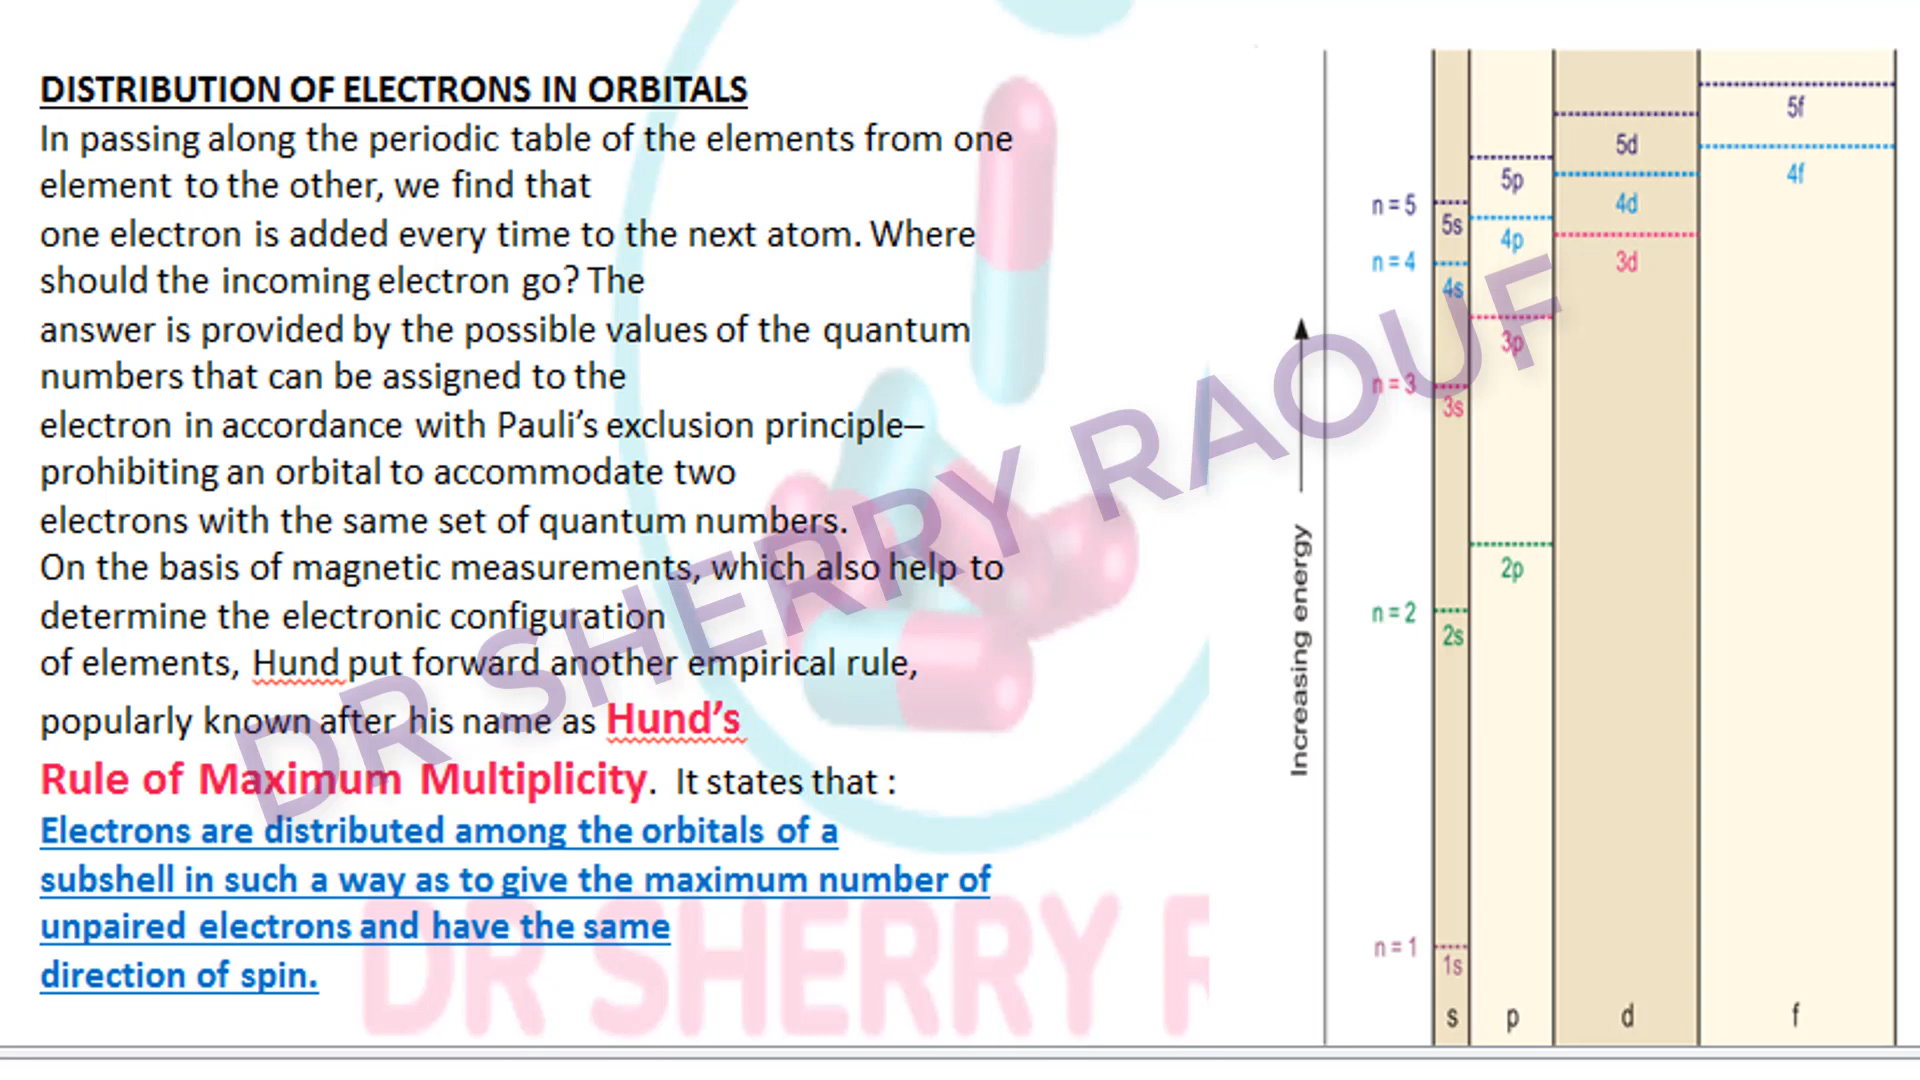 DISTRIBUTION OF ELECTRONS IN ORBITALS
In passing along the periodic table of the elements from one
element to the other, we find that
one electron is added every time to the next atom. Where
should the incoming electron go? The
answer is provided by the possible values of the quantum
numbers that can be assigned to the
electron in accordance with Pauli’s exclusion principle–
prohibiting an orbital to accommodate two
electrons with the same set of quantum numbers.
On the basis of magnetic measurements, which also help to
determine the electronic configuration
of elements, Hund put forward another empirical rule,
popularly known after his name as Hund’s
Rule of Maximum Multiplicity. It states that :
Electrons are distributed among the orbitals of a
subshell in such a way as to give the maximum number of
unpaired electrons and have the same
direction of spin.
DR SHERRY RAOUF
DR SHERRY R
Increasing energy
5f
5d
4f
5p
4d
n = 5
5s
4p
3d
n = 4
4s
3p
n = 3
3s
2p
n = 2
2s
n = 1
1s
s p d f